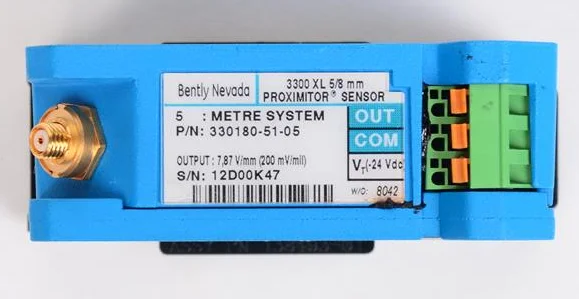 Bently Nevada
3300 XL 5/8 mm
PROXIMITOR® SENSOR
5 : METRE SYSTEM
P/N: 330180-51-05
OUTPUT : 7,87 V/mm (200 mV/mil)
S/N: 12D00K47
OUT
COM
VT(-24 Vdc
W/O: 8042